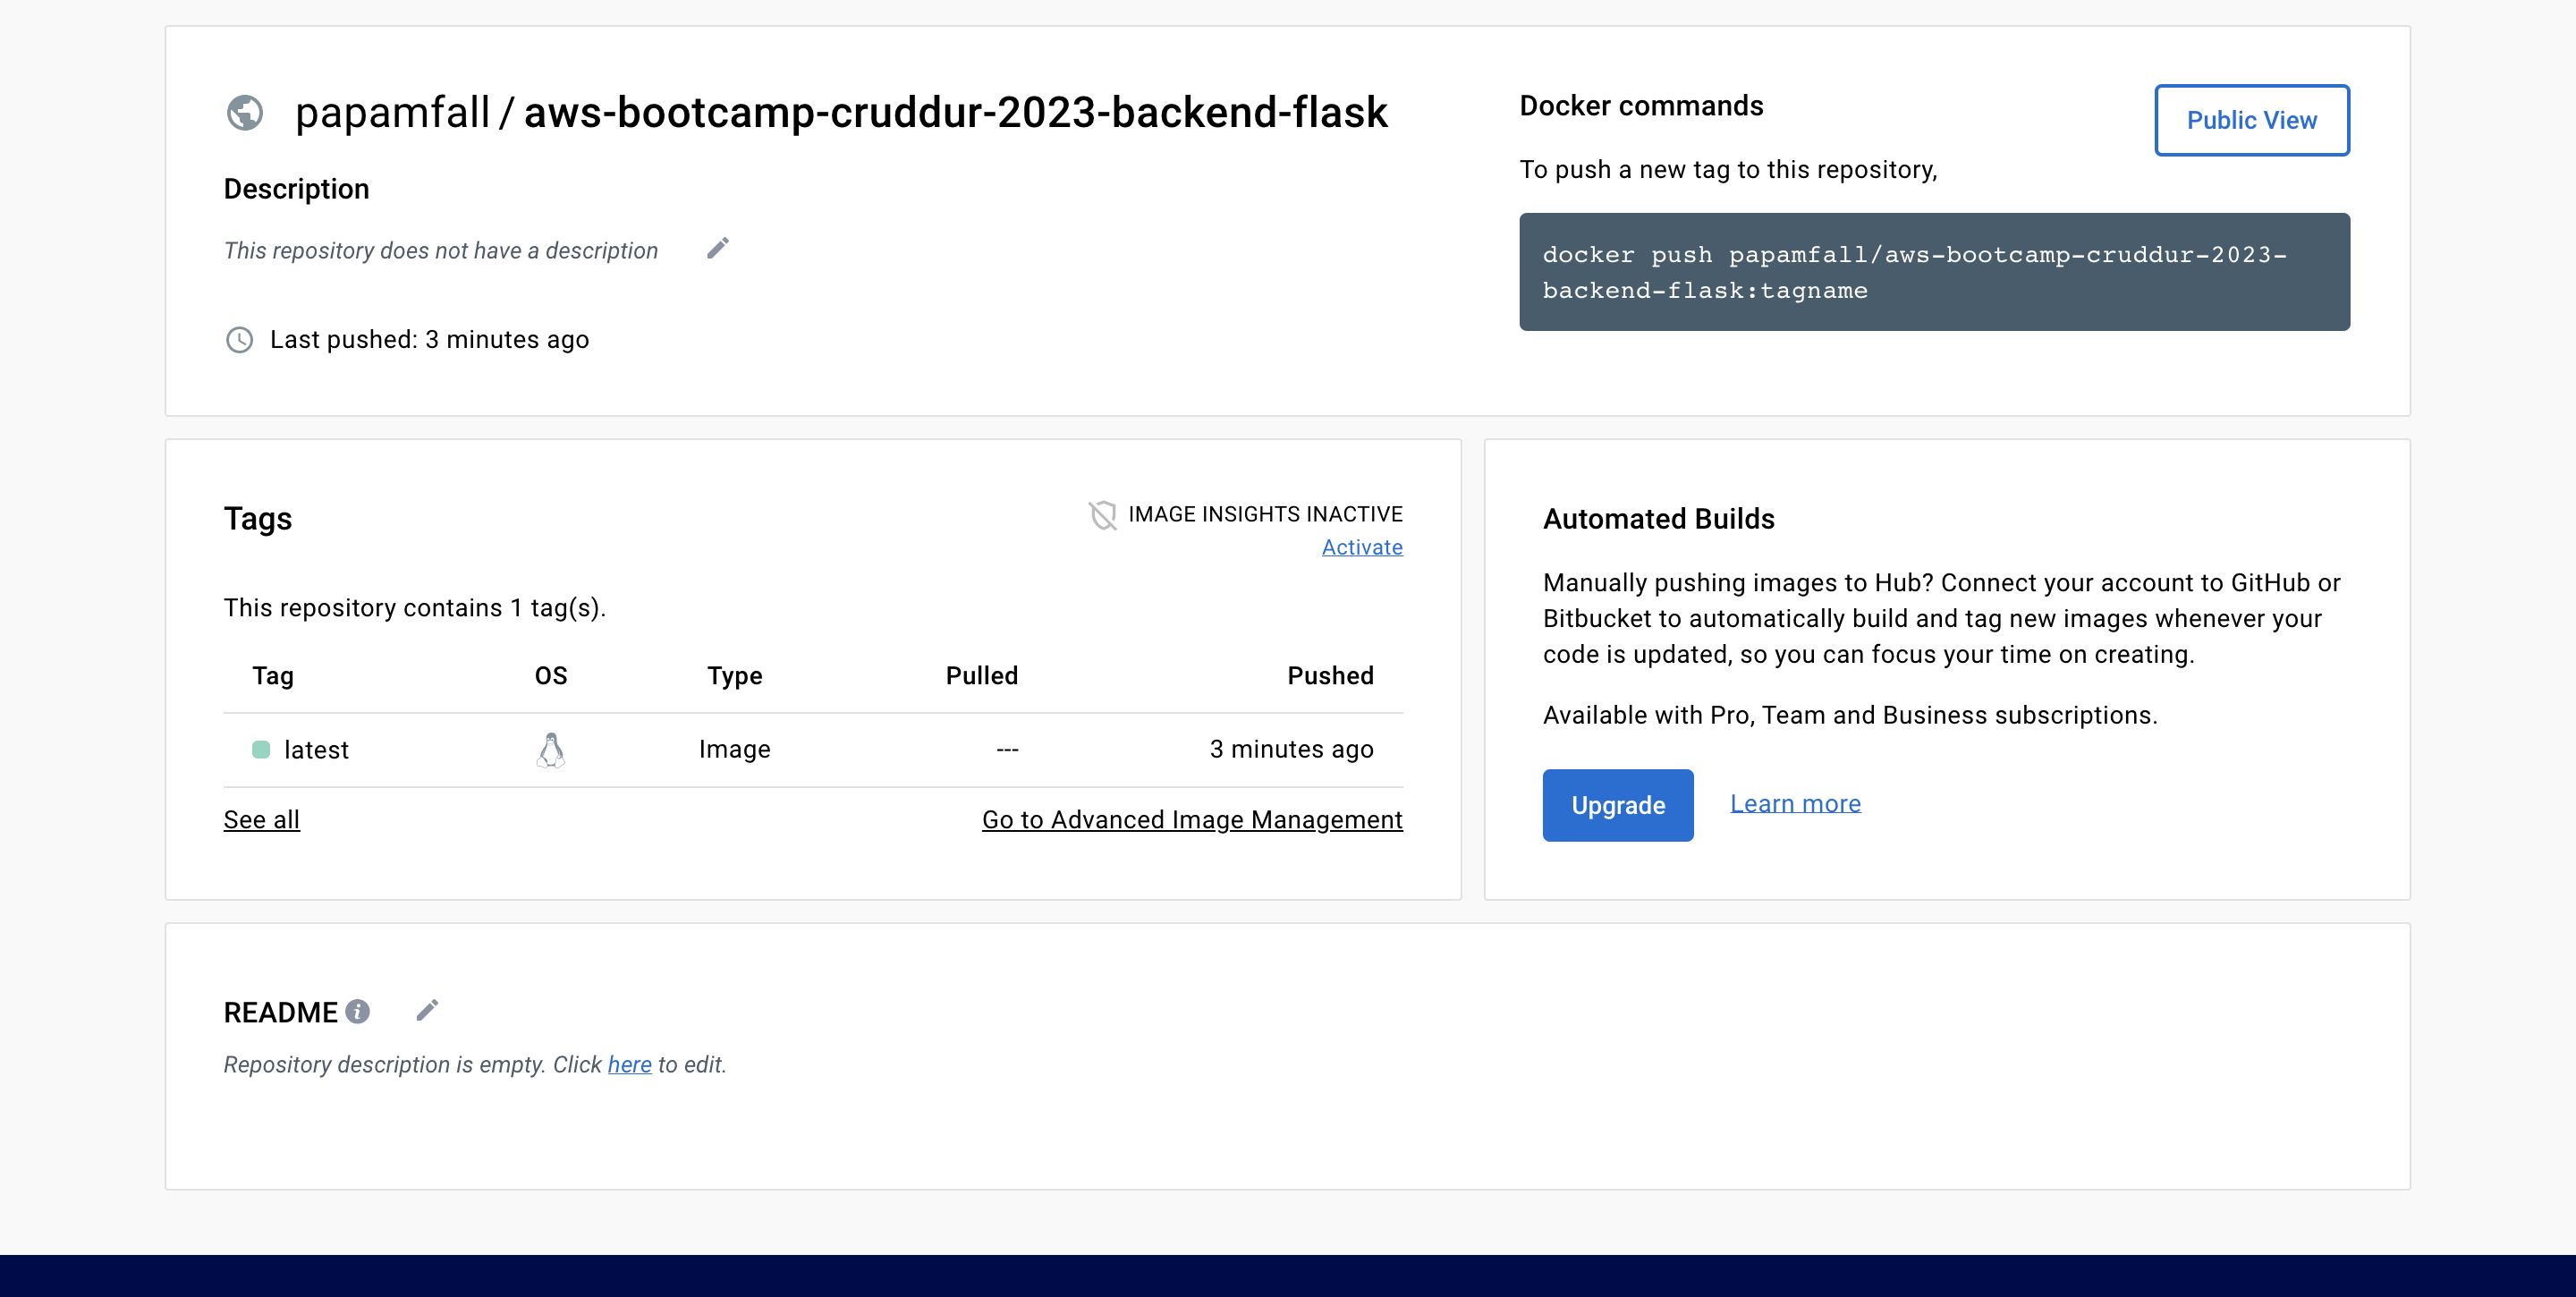 papamfall / aws-bootcamp-cruddur-2023-backend-flask
Description
This repository does not have a description
Last pushed: 3 minutes ago
Docker commands
Public View
To push a new tag to this repository,
docker push papamfall/aws-bootcamp-cruddur-2023-
backend-flask:tagname
Tags
IMAGE INSIGHTS INACTIVE
Activate
This repository contains 1 tag(s).
Tag OS Type Pulled Pushed
latest Image --- 3 minutes ago
See all
Go to Advanced Image Management
Automated Builds
Manually pushing images to Hub? Connect your account to GitHub or
Bitbucket to automatically build and tag new images whenever your
code is updated, so you can focus your time on creating.
Available with Pro, Team and Business subscriptions.
Upgrade
Learn more
README
Repository description is empty. Click here to edit.